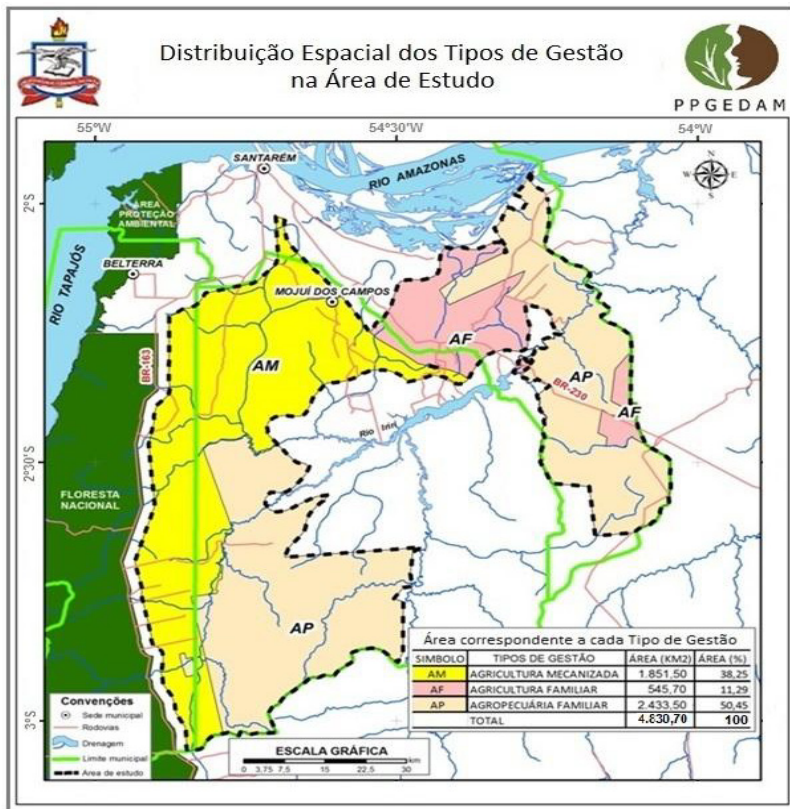 Distribuição Espacial dos Tipos de Gestão
na Área de Estudo
PPGEDAM
55°W
54°30'W
54°W
2°S
2°30'S
3°S
SANTARÉM
RIO AMAZONAS
N
W
E
S
ÁREA
PROTEÇÃO
AMBIENTAL
BELTERRA
RIO TAPAJÓS
MOJUÍ DOS CAMPOS
BR-163
AM
AF
AP
BR-230
AF
Rio Iriri
FLORESTA
NACIONAL
AP
Área correspondente a cada Tipo de Gestão
SIMBOLO TIPOS DE GESTÃO ÁREA (KM2) ÁREA (%)
AM AGRICULTURA MECANIZADA 1.851,50 38,25
AF AGRICULTURA FAMILIAR 545,70 11,29
AP AGROPECUÁRIA FAMILIAR 2.433,50 50,45
TOTAL 4.830,70 100
Convenções
Sede municipal
Rodovias
Drenagem
Limite municipal
Área de estudo
ESCALA GRÁFICA
0 3,75 7,5 15 22,5 30 km